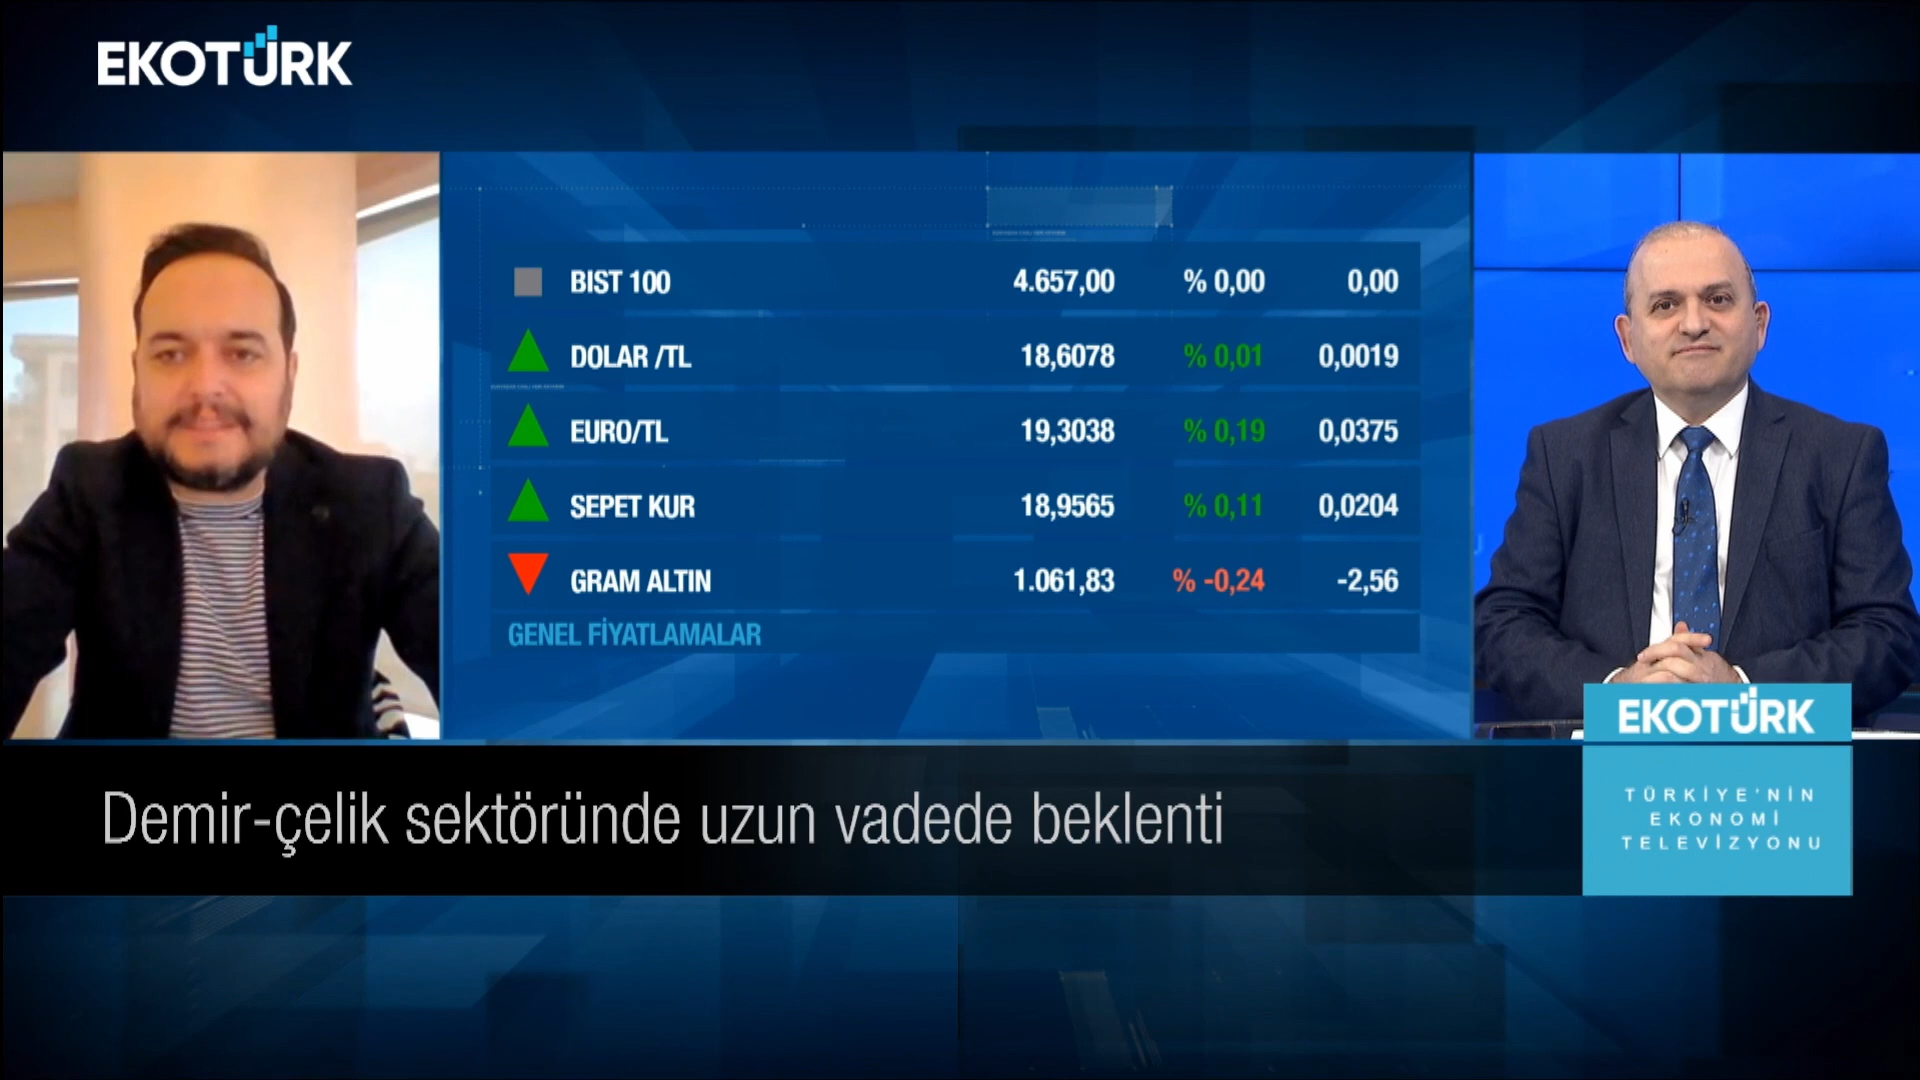 EKOTÜRK
BIST 100 4.657,00 % 0,00 0,00
DOLAR /TL 18,6078 % 0,01 0,0019
EURO/TL 19,3038 % 0,19 0,0375
SEPET KUR 18,9565 % 0,11 0,0204
GRAM ALTIN 1.061,83 % -0,24 -2,56
GENEL FİYATLAMALAR
EKOTÜRK
Demir-çelik sektöründe uzun vadede beklenti
TÜRKİYE'NİN
EKONOMİ
TELEVİZYONU